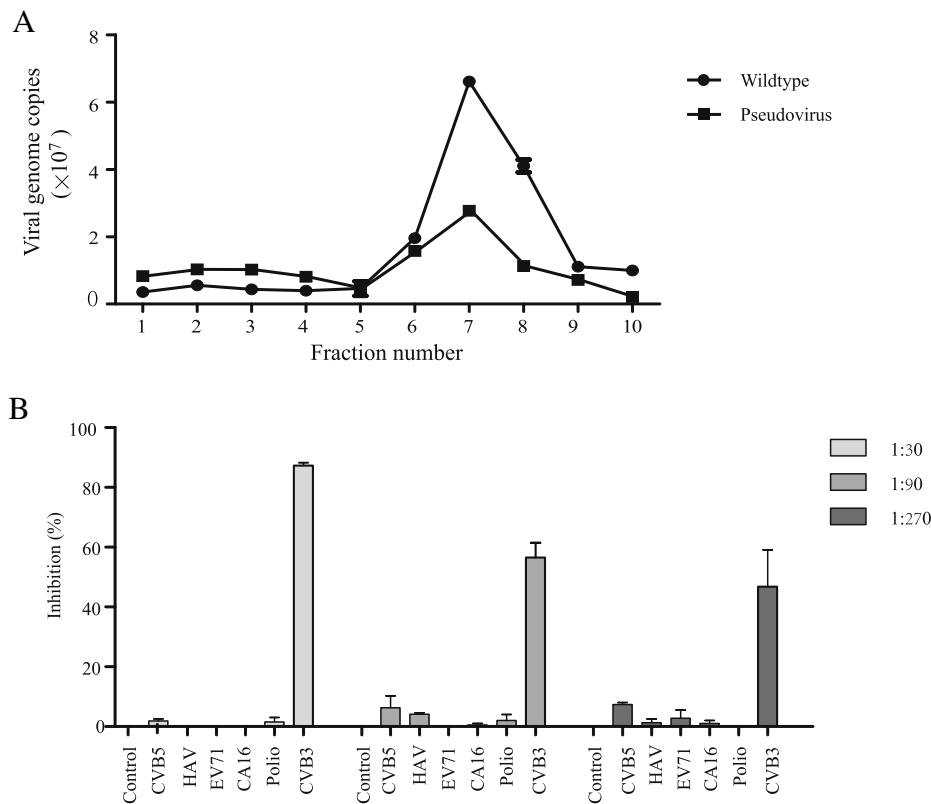 A
8
6
4
2
0
Viral genome copies
(×10⁷)
1 2 3 4 5 6 7 8 9 10
Fraction number
Wildtype
Pseudovirus
B
100
80
60
40
20
0
Inhibition (%)
Control CVB5 HAV EV71 CA16 Polio CVB3 Control CVB5 HAV EV71 CA16 Polio CVB3 Control CVB5 HAV EV71 CA16 Polio CVB3
1:30
1:90
1:270